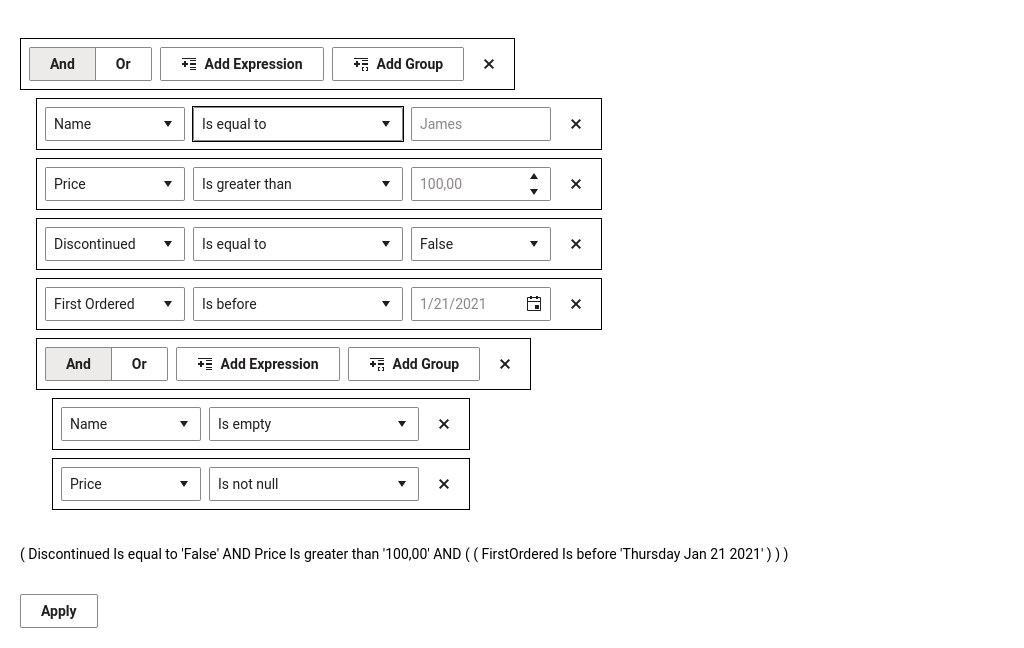 And Or Add Expression Add Group
Name Is equal to James
Price Is greater than 100,00
Discontinued Is equal to False
First Ordered Is before 1/21/2021
And Or Add Expression Add Group
Name Is empty
Price Is not null
( Discontinued Is equal to 'False' AND Price Is greater than '100,00' AND ( ( FirstOrdered Is before 'Thursday Jan 21 2021' ) ) )
Apply